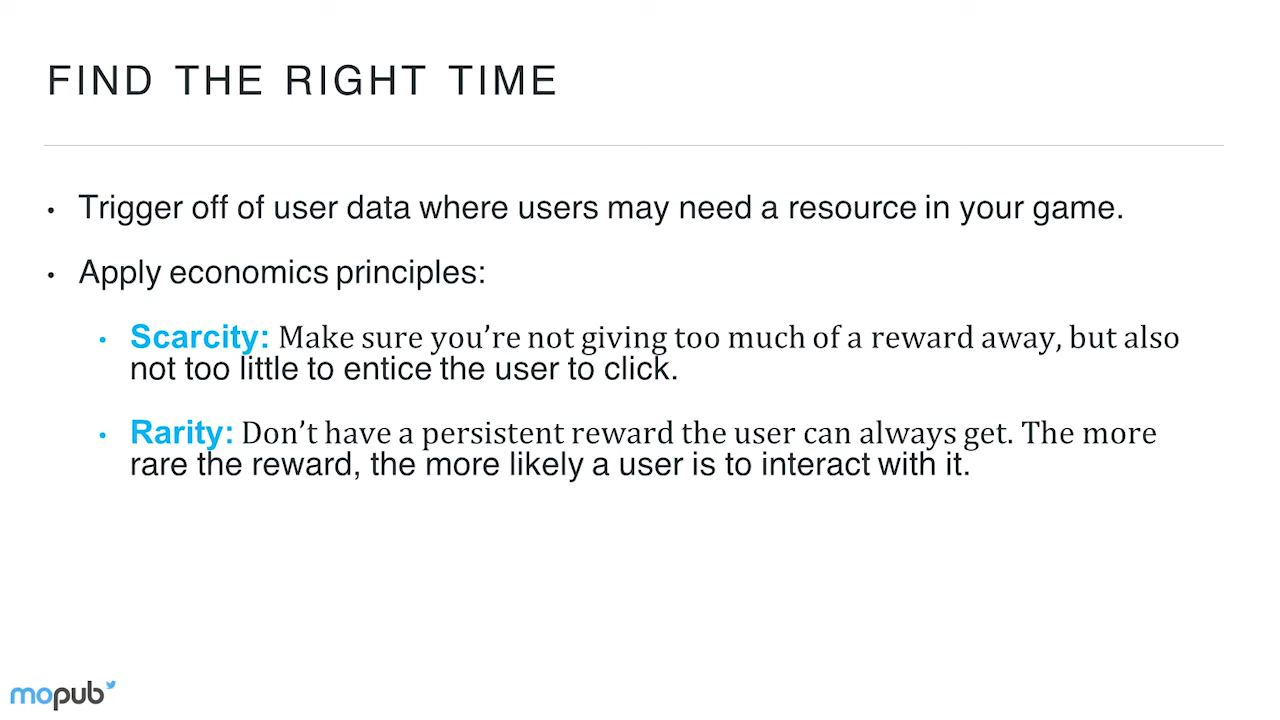 FIND THE RIGHT TIME
• Trigger off of user data where users may need a resource in your game.
• Apply economics principles:
• Scarcity: Make sure you’re not giving too much of a reward away, but also
not too little to entice the user to click.
• Rarity: Don’t have a persistent reward the user can always get. The more
rare the reward, the more likely a user is to interact with it.
mopub